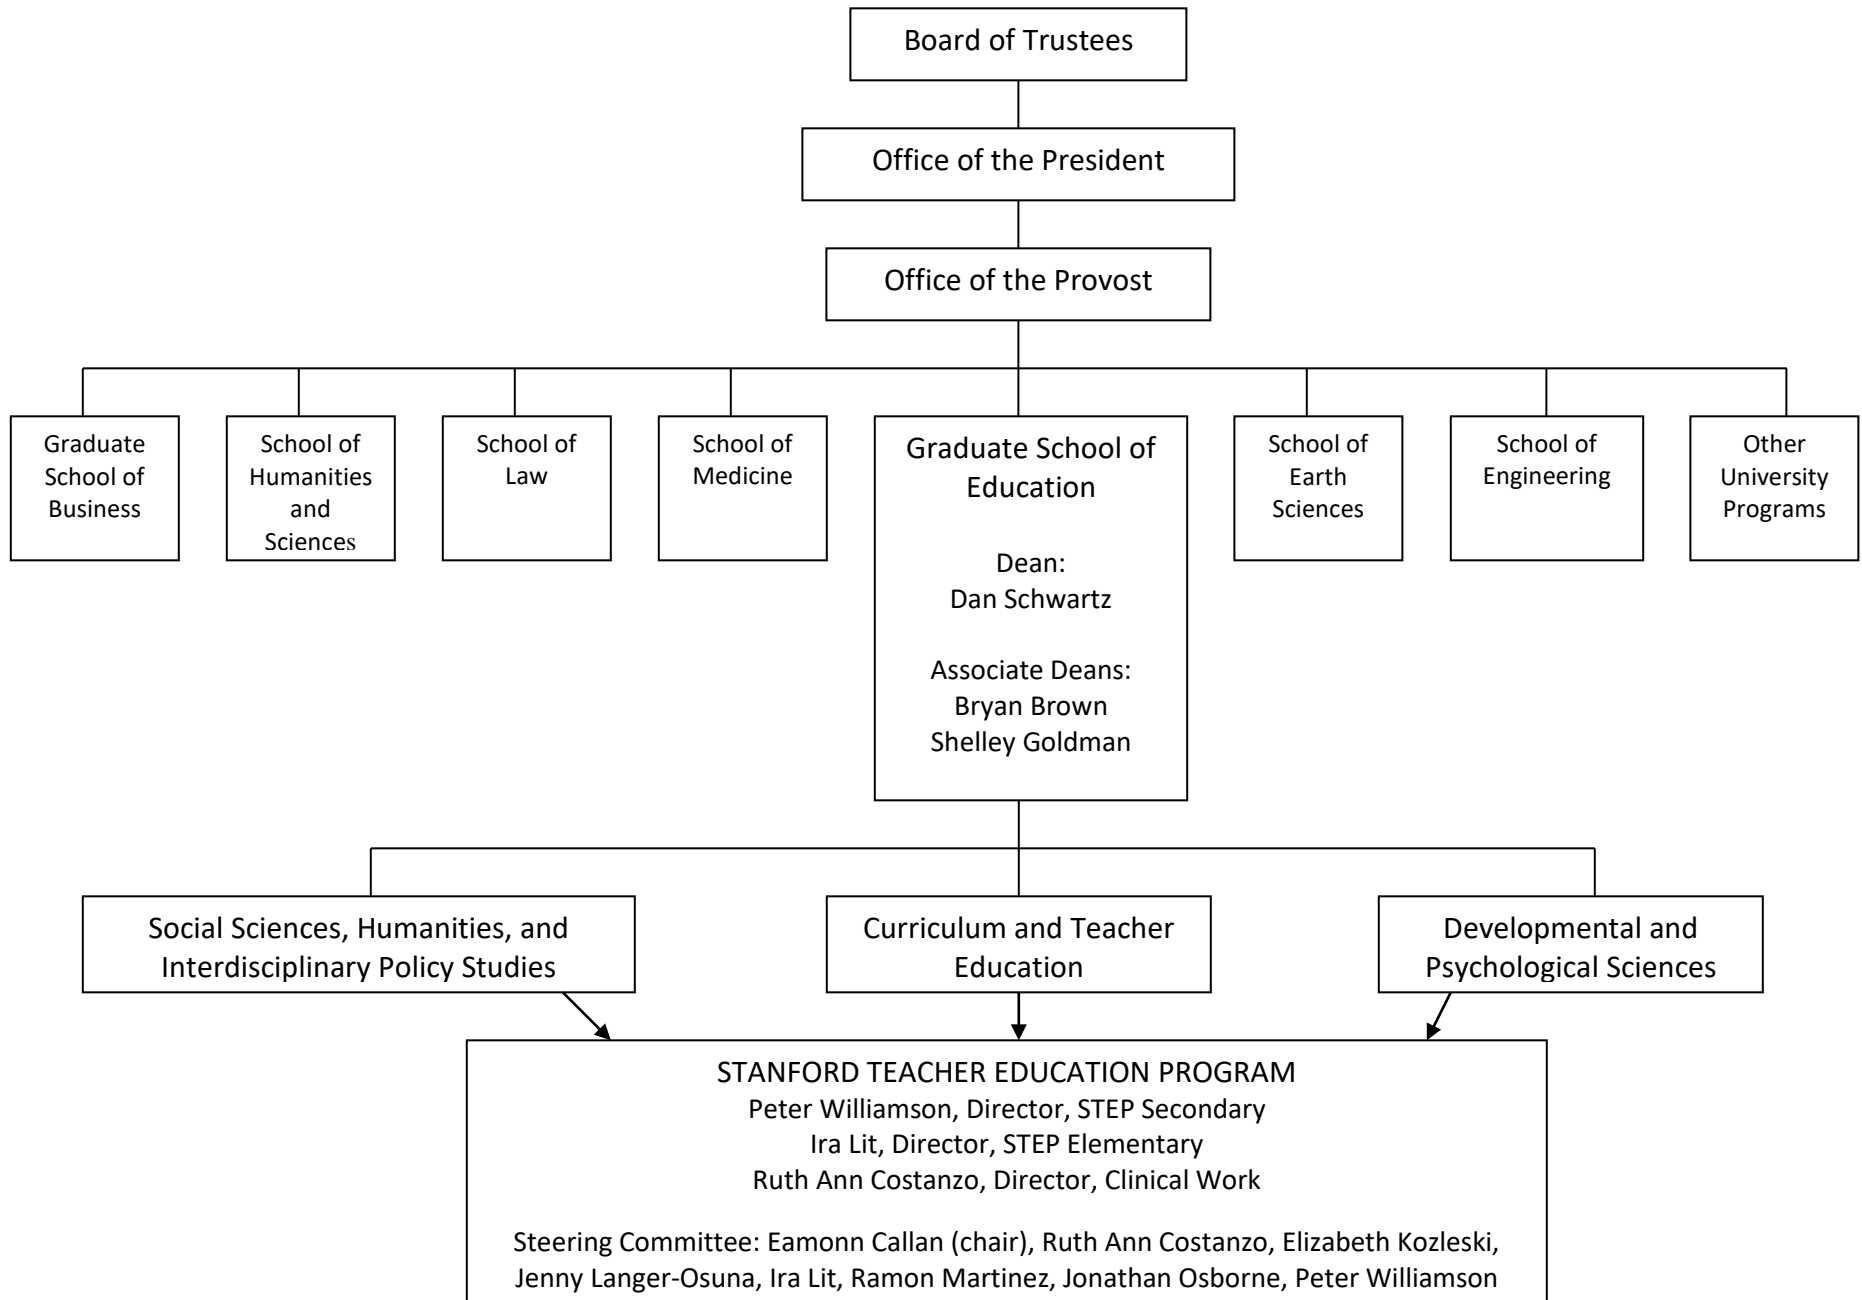 Board of Trustees
Office of the President
Office of the Provost
Graduate
School of
Business
School of
Humanities
and
Sciences
School of
Law
School of
Medicine
Graduate School of
Education
Dean:
Dan Schwartz
Associate Deans:
Bryan Brown
Shelley Goldman
School of
Earth
Sciences
School of
Engineering
Other
University
Programs
Social Sciences, Humanities, and
Interdisciplinary Policy Studies
Curriculum and Teacher
Education
Developmental and
Psychological Sciences
STANFORD TEACHER EDUCATION PROGRAM
Peter Williamson, Director, STEP Secondary
Ira Lit, Director, STEP Elementary
Ruth Ann Costanzo, Director, Clinical Work
Steering Committee: Eamonn Callan (chair), Ruth Ann Costanzo, Elizabeth Kozleski,
Jenny Langer-Osuna, Ira Lit, Ramon Martinez, Jonathan Osborne, Peter Williamson